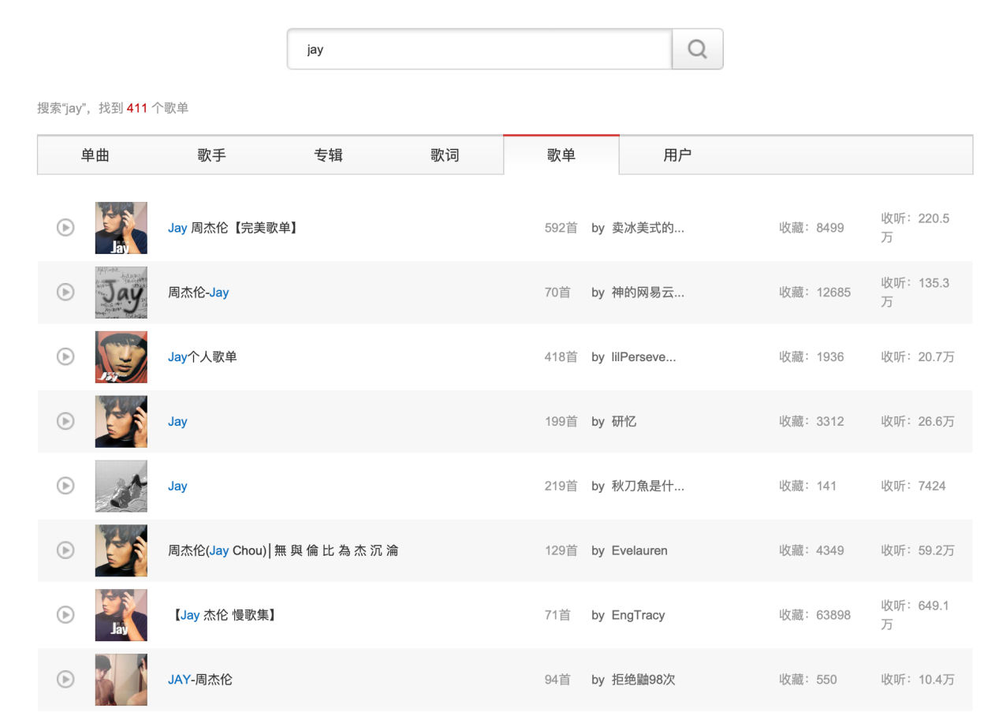 jay
搜索“jay”，找到 411 个歌单
单曲 歌手 专辑 歌词 歌单 用户
Jay
Jay 周杰伦【完美歌单】 592首 by 卖冰美式的... 收藏：8499 收听：220.5
万
Jay
周杰伦-Jay 70首 by 神的网易云... 收藏：12685 收听：135.3
万
Jay
Jay个人歌单 418首 by lilPerseve... 收藏：1936 收听：20.7万
Jay 199首 by 研忆 收藏：3312 收听：26.6万
Jay 219首 by 秋刀魚是什... 收藏：141 收听：7424
周杰伦(Jay Chou)│無 與 倫 比 為 杰 沉 淪 129首 by Evelauren 收藏：4349 收听：59.2万
Jay
【Jay 杰伦 慢歌集】 71首 by EngTracy 收藏：63898 收听：649.1
万
JAY-周杰伦 94首 by 拒绝鼬98次 收藏：550 收听：10.4万